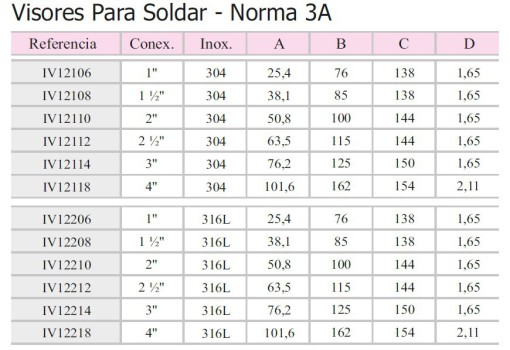 Visores Para Soldar - Norma 3A
Referencia Conex. Inox. A B C D
IV12106 1" 304 25,4 76 138 1,65
IV12108 1 ½" 304 38,1 85 138 1,65
IV12110 2" 304 50,8 100 144 1,65
IV12112 2 ½" 304 63,5 115 144 1,65
IV12114 3" 304 76,2 125 150 1,65
IV12118 4" 304 101,6 162 154 2,11
IV12206 1" 316L 25,4 76 138 1,65
IV12208 1 ½" 316L 38,1 85 138 1,65
IV12210 2" 316L 50,8 100 144 1,65
IV12212 2 ½" 316L 63,5 115 144 1,65
IV12214 3" 316L 76,2 125 150 1,65
IV12218 4" 316L 101,6 162 154 2,11